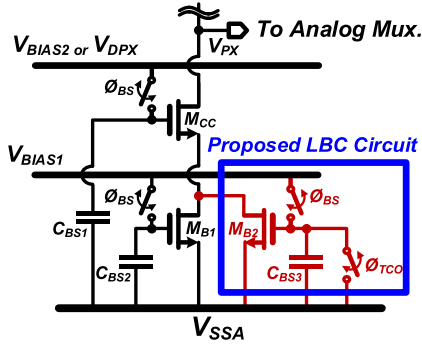 To Analog Mux.
V_PX
V_BIAS2 or V_DPX
Ø_BS
M_CC
Proposed LBC Circuit
V_BIAS1
Ø_BS
Ø_BS
C_BS1
M_B1
M_B2
C_BS2
C_BS3
Ø_TCO
V_SSA